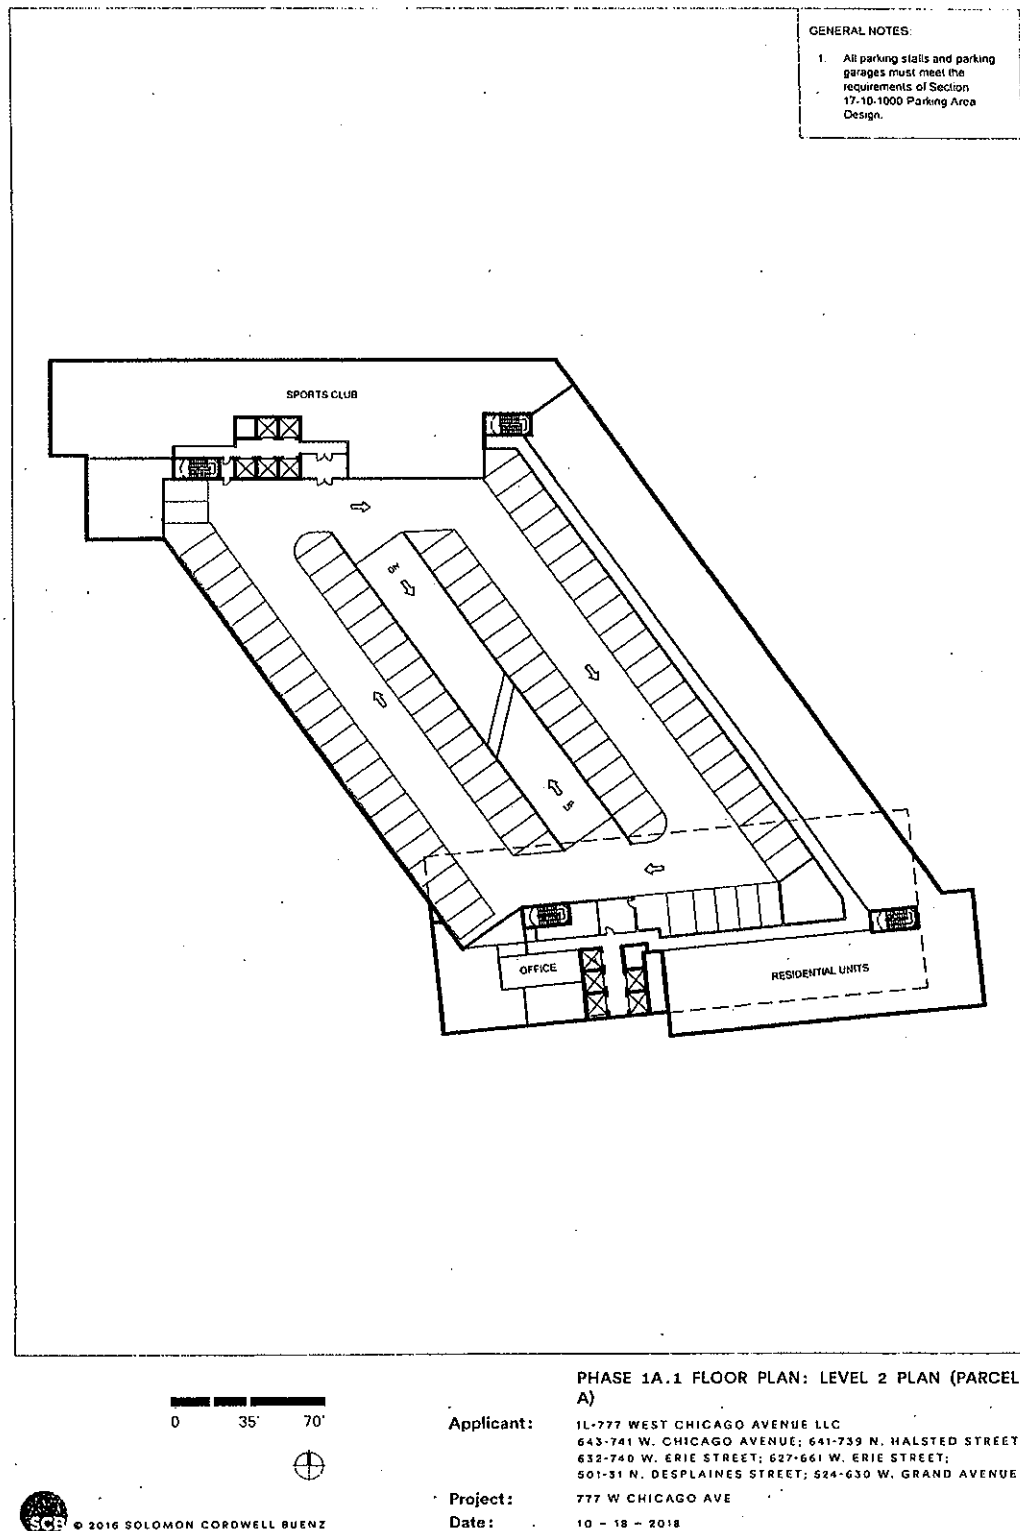 GENERAL NOTES:
1. All parking stalls and parking
garages must meet the
requirements of Section
17-10-1000 Parking Area
Design.
SPORTS CLUB
DN
UP
OFFICE
RESIDENTIAL UNITS
PHASE 1A.1 FLOOR PLAN: LEVEL 2 PLAN (PARCEL
A)
0 35' 70'
Applicant: IL-777 WEST CHICAGO AVENUE LLC
643-741 W. CHICAGO AVENUE; 641-739 N. HALSTED STREET
632-740 W. ERIE STREET; 627-661 W. ERIE STREET;
501-31 N. DESPLAINES STREET; 524-630 W. GRAND AVENUE
Project: 777 W CHICAGO AVE
SCB © 2016 SOLOMON CORDWELL BUENZ
Date: 10 - 18 - 2018